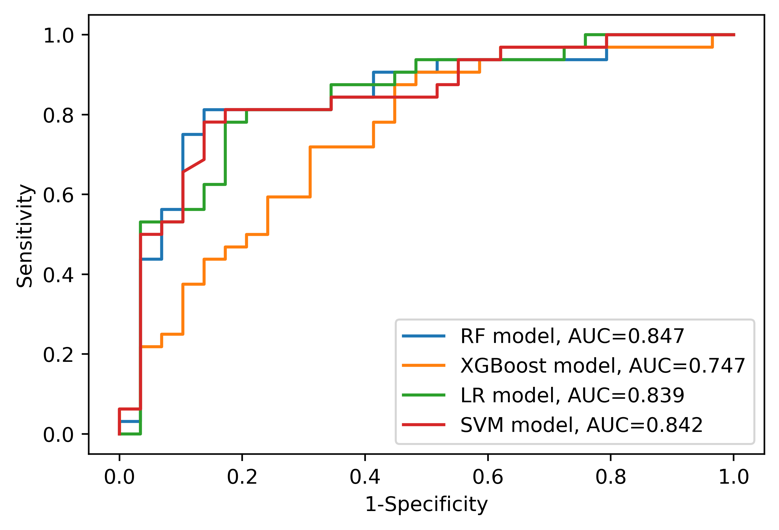 1.0
0.8
0.6
0.4
0.2
0.0
Sensitivity
RF model, AUC=0.847
XGBoost model, AUC=0.747
LR model, AUC=0.839
SVM model, AUC=0.842
0.0 0.2 0.4 0.6 0.8 1.0
1-Specificity